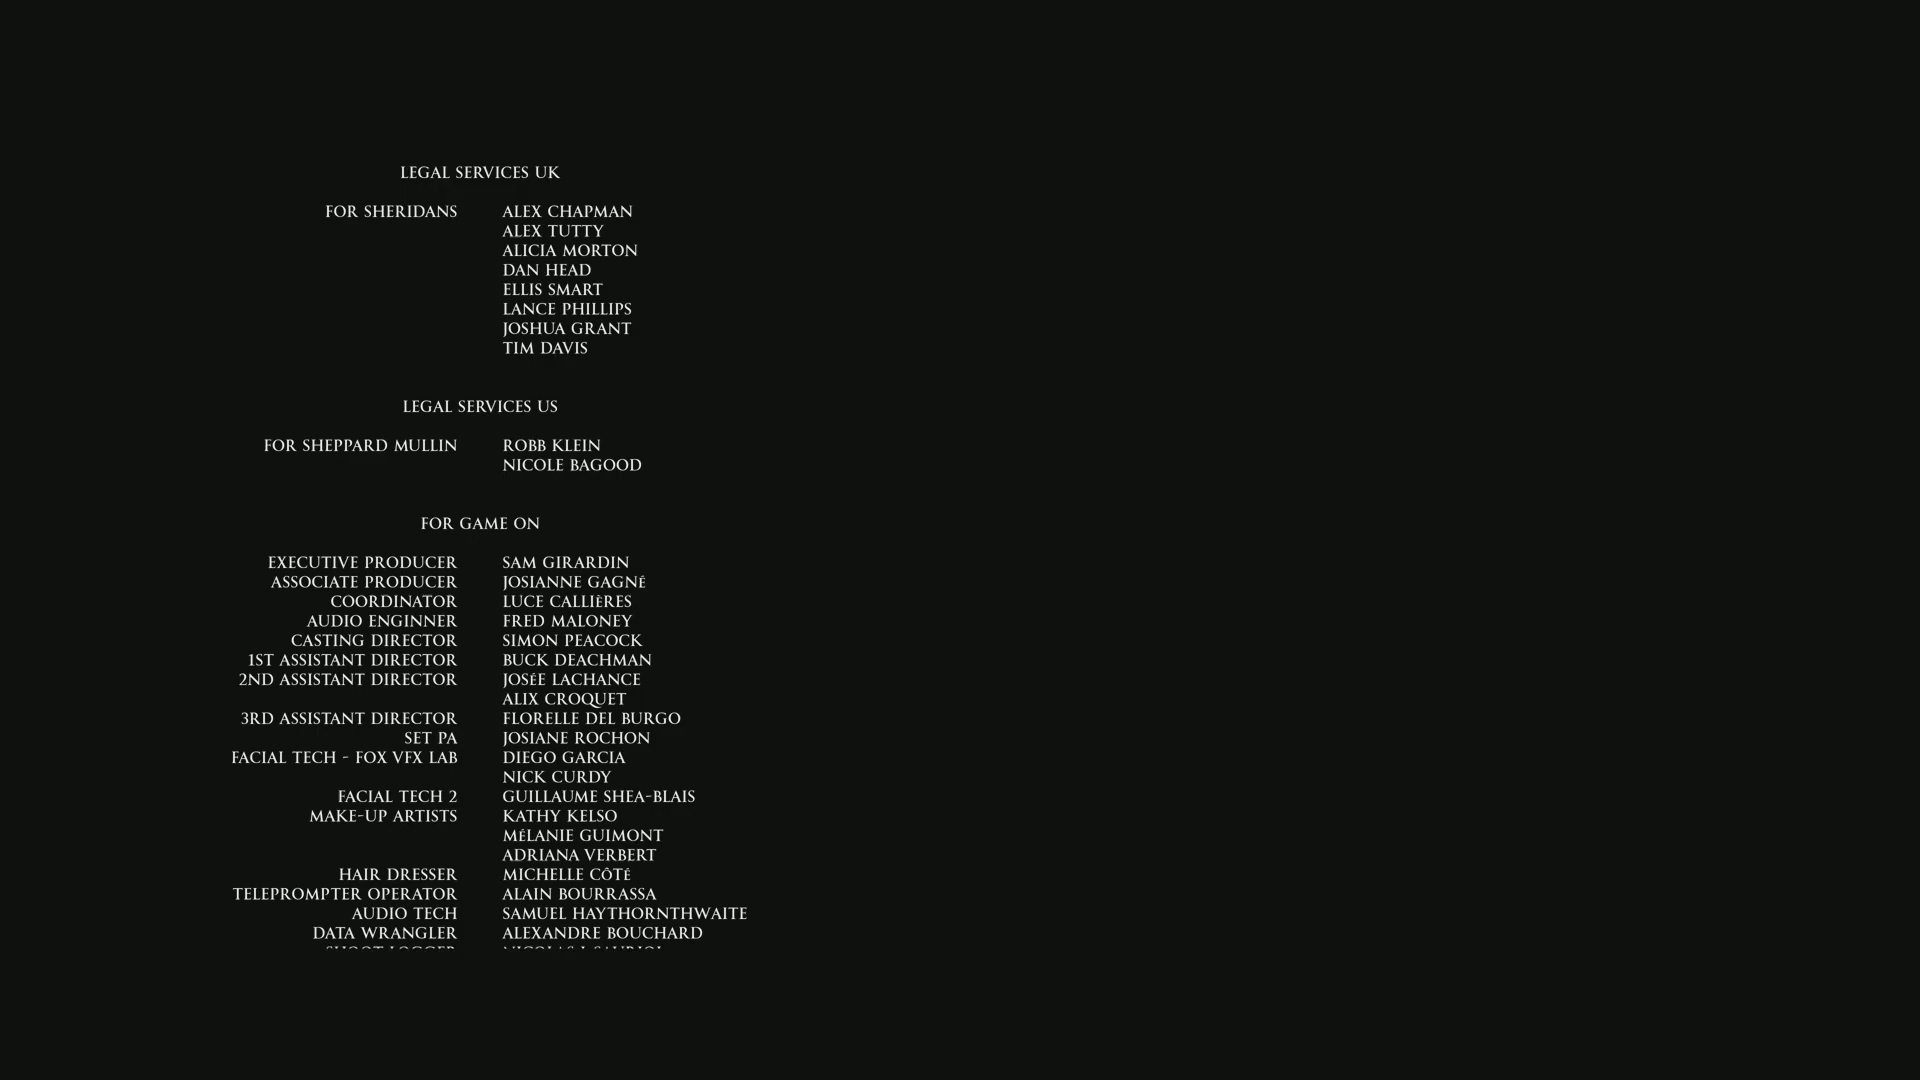 LEGAL SERVICES UK
FOR SHERIDANS ALEX CHAPMAN
ALEX TUTTY
ALICIA MORTON
DAN HEAD
ELLIS SMART
LANCE PHILLIPS
JOSHUA GRANT
TIM DAVIS
LEGAL SERVICES US
FOR SHEPPARD MULLIN ROBB KLEIN
NICOLE BAGOOD
FOR GAME ON
EXECUTIVE PRODUCER SAM GIRARDIN
ASSOCIATE PRODUCER JOSIANNE GAGNÉ
COORDINATOR LUCE CALLIÈRES
AUDIO ENGINNER FRED MALONEY
CASTING DIRECTOR SIMON PEACOCK
1ST ASSISTANT DIRECTOR BUCK DEACHMAN
2ND ASSISTANT DIRECTOR JOSÉE LACHANCE
ALIX CROQUET
3RD ASSISTANT DIRECTOR FLORELLE DEL BURGO
SET PA JOSIANE ROCHON
FACIAL TECH - FOX VFX LAB DIEGO GARCIA
NICK CURDY
FACIAL TECH 2 GUILLAUME SHEA-BLAIS
MAKE-UP ARTISTS KATHY KELSO
MÉLANIE GUIMONT
ADRIANA VERBERT
HAIR DRESSER MICHELLE CÔTÉ
TELEPROMPTER OPERATOR ALAIN BOURRASSA
AUDIO TECH SAMUEL HAYTHORNTHWAITE
DATA WRANGLER ALEXANDRE BOUCHARD